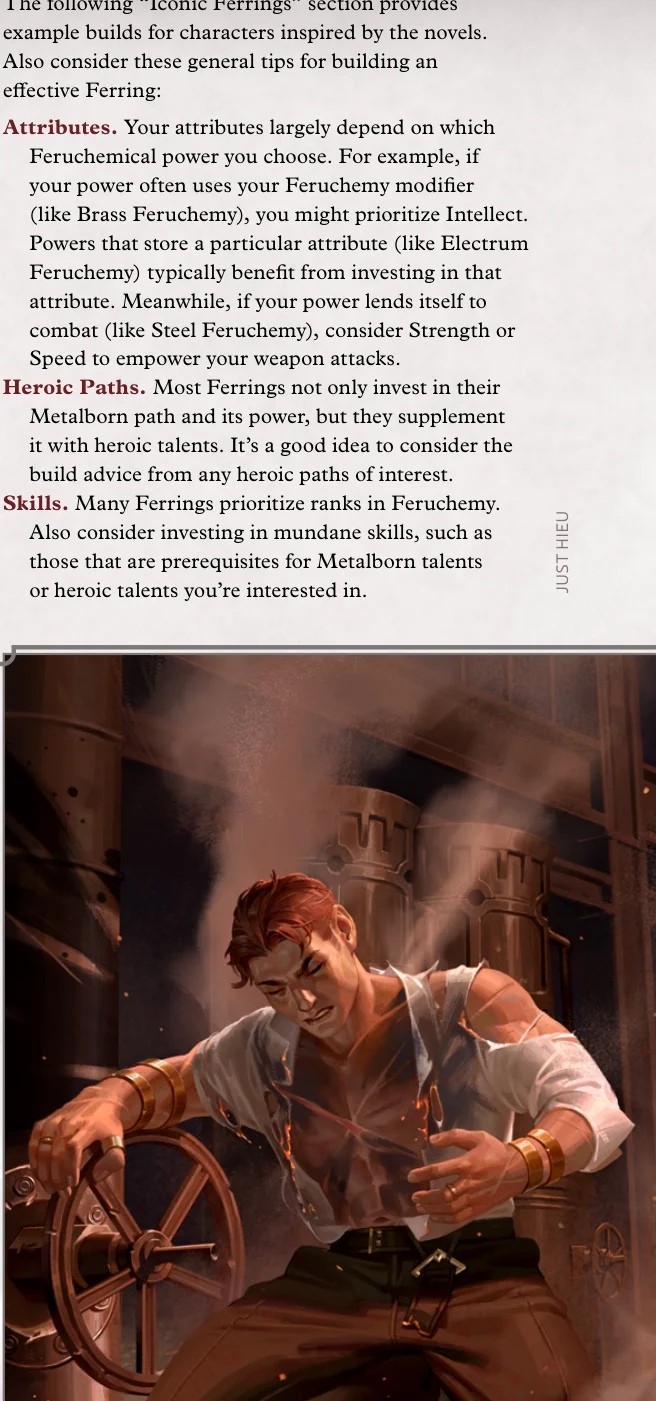 The following “Iconic Ferrings” section provides
example builds for characters inspired by the novels.
Also consider these general tips for building an
effective Ferring:
Attributes. Your attributes largely depend on which
Feruchemical power you choose. For example, if
your power often uses your Feruchemy modifier
(like Brass Feruchemy), you might prioritize Intellect.
Powers that store a particular attribute (like Electrum
Feruchemy) typically benefit from investing in that
attribute. Meanwhile, if your power lends itself to
combat (like Steel Feruchemy), consider Strength or
Speed to empower your weapon attacks.
Heroic Paths. Most Ferrings not only invest in their
Metalborn path and its power, but they supplement
it with heroic talents. It’s a good idea to consider the
build advice from any heroic paths of interest.
Skills. Many Ferrings prioritize ranks in Feruchemy.
Also consider investing in mundane skills, such as
those that are prerequisites for Metalborn talents
or heroic talents you’re interested in.
JUST HIEU